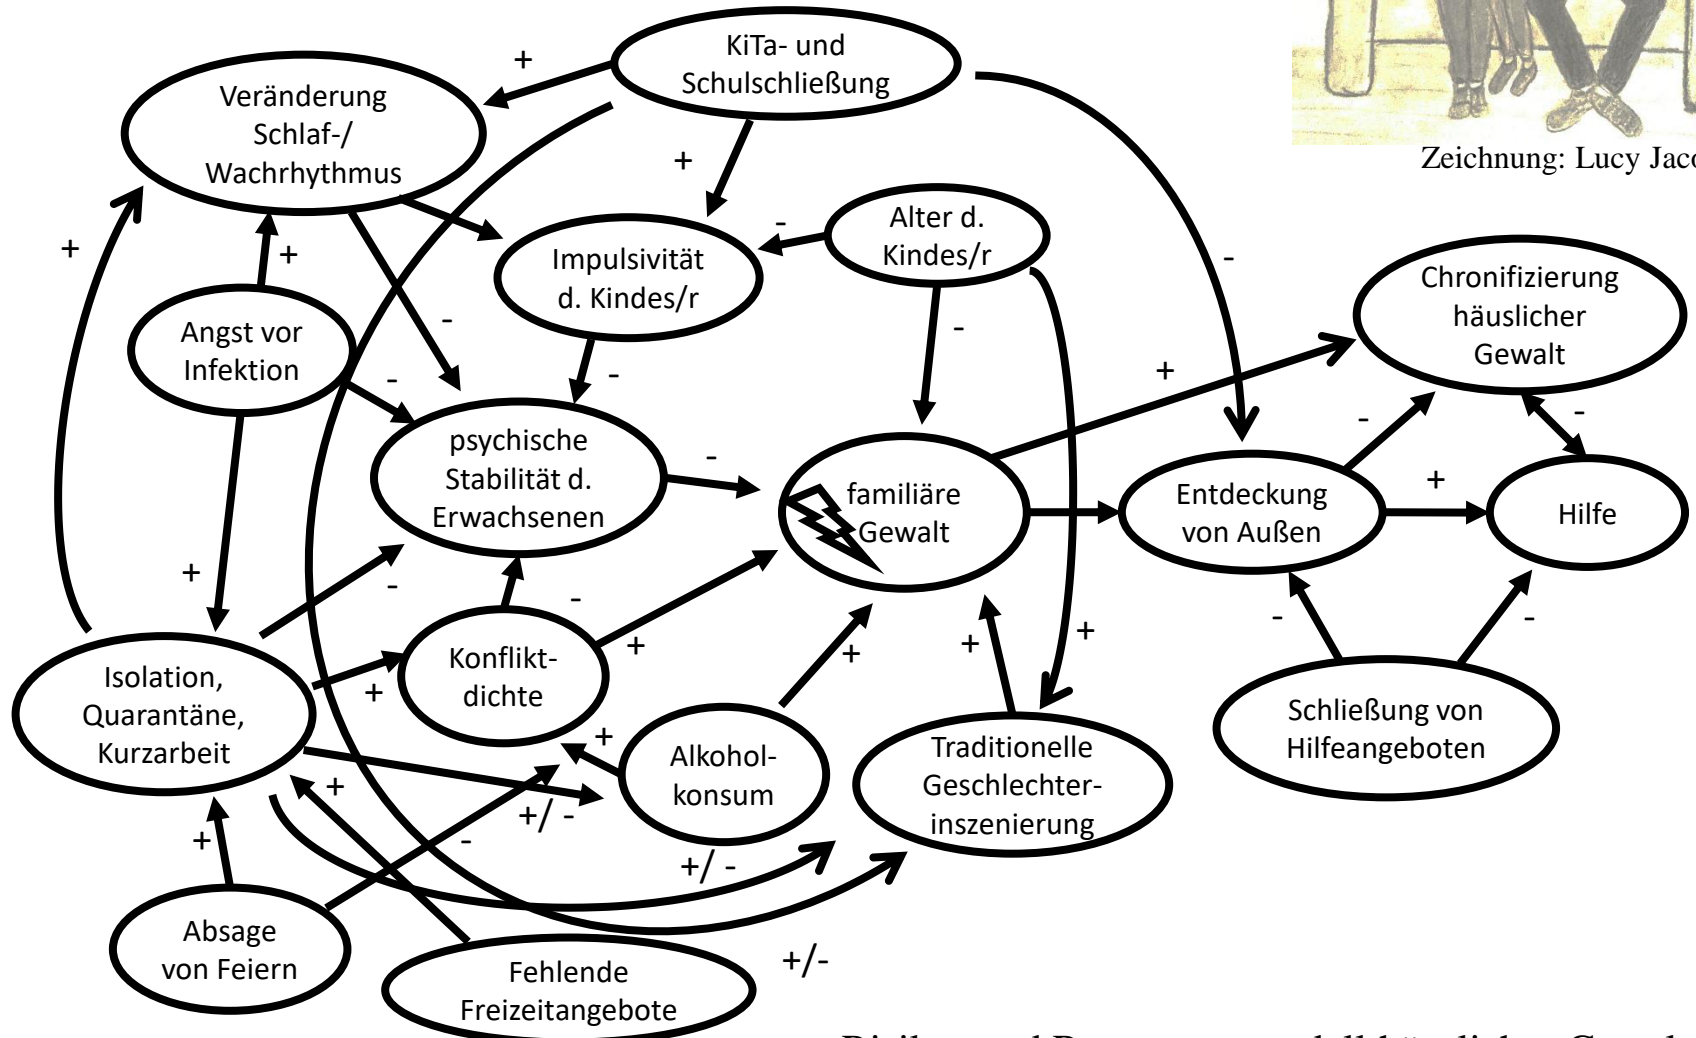 KiTa- und
Schulschließung
+
Veränderung
Schlaf-/
Wachrhythmus
Zeichnung: Lucy
+
-
Alter d.
Kindes/r
+
+
Impulsivität
d. Kindes/r
-
Chronifizierung
häuslicher
Gewalt
Angst vor
Infektion
-
-
-
-
+
-
-
psychische
Stabilität d.
Erwachsenen
-
familiäre
Gewalt
Entdeckung
von Außen
+
Hilfe
+
-
-
+
+
+
+
-
-
Isolation,
Quarantäne,
Kurzarbeit
+
Konflikt-
dichte
Schließung von
Hilfeangeboten
+
Alkohol-
konsum
Traditionelle
Geschlechter-
inszenierung
+
+/ -
+
-
+/ -
Absage
von Feiern
+/-
Fehlende
Freizeitangebote